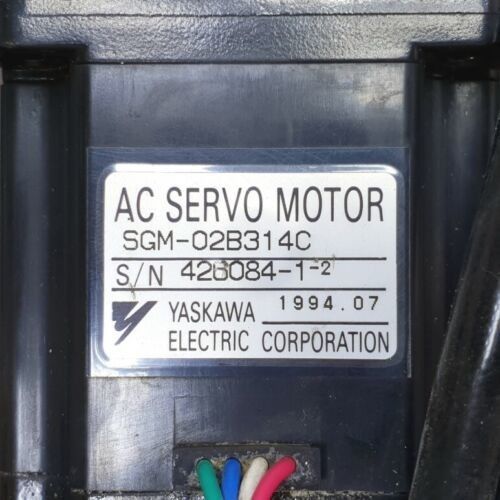 AC SERVO MOTOR
SGM-02B314C
S/N 426084-1-2
1994.07
YASKAWA
ELECTRIC CORPORATION